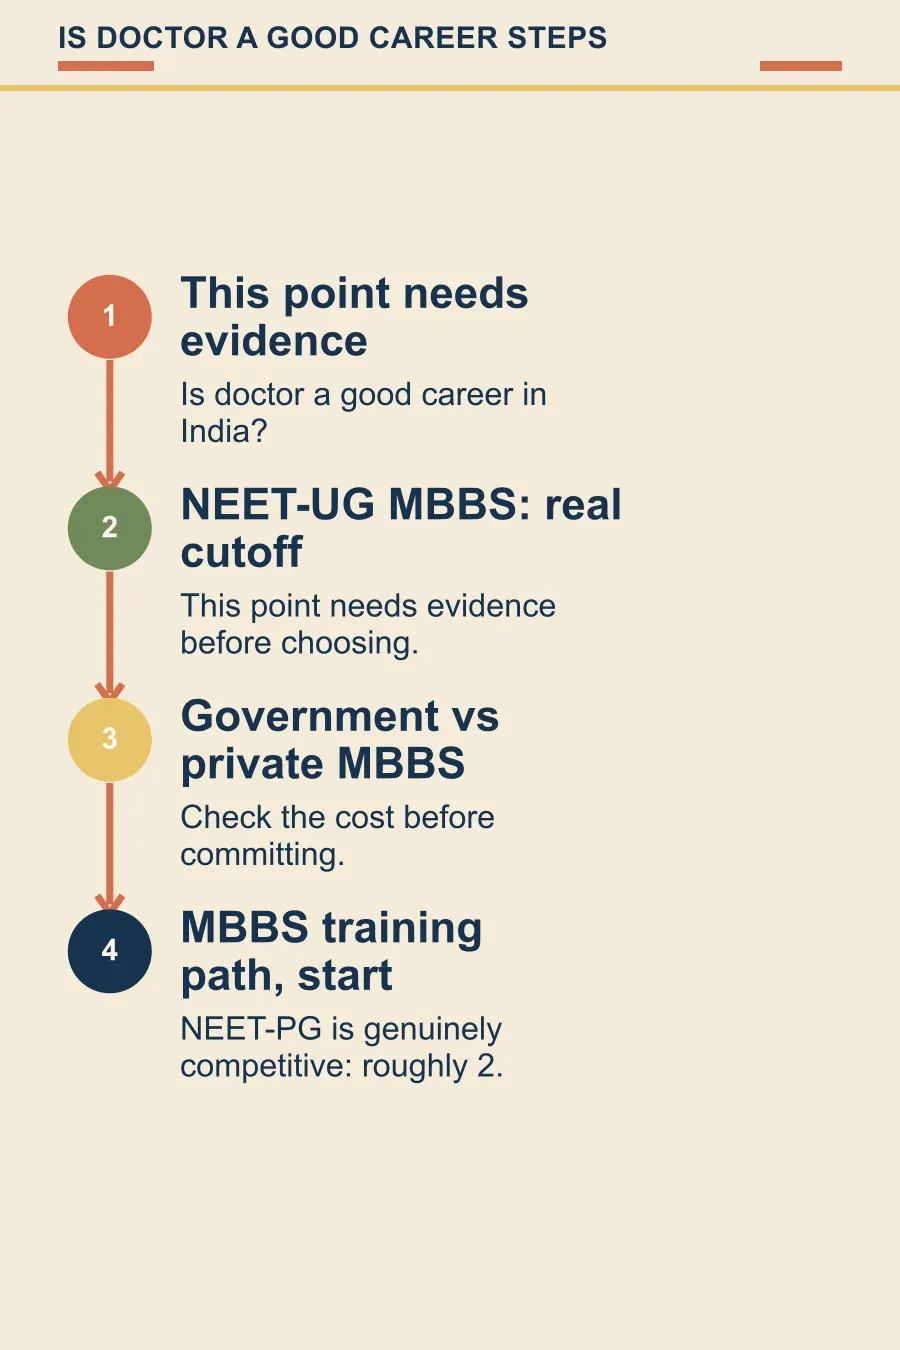 IS DOCTOR A GOOD CAREER STEPS
1
This point needs
evidence
Is doctor a good career in
India?
2
NEET-UG MBBS: real
cutoff
This point needs evidence
before choosing.
3
Government vs
private MBBS
Check the cost before
committing.
4
MBBS training
path, start
NEET-PG is genuinely
competitive: roughly 2.